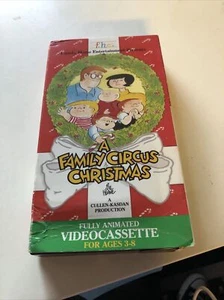 A
FAMILY CIRCUS
CHRISTMAS
A
CULLEN-KASDAN
PRODUCTION
FULLY ANIMATED
VIDEOCASSETTE
FOR AGES 3-8